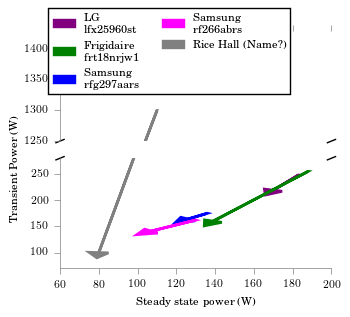 LG
lfx25960st
Frigidaire
frt18nrjw1
Samsung
rfg297aars
Samsung
rf266abrs
Rice Hall (Name?)
1400
1350
1300
1250
250
200
150
100
Transient Power (W)
60 80 100 120 140 160 180 200
Steady state power (W)